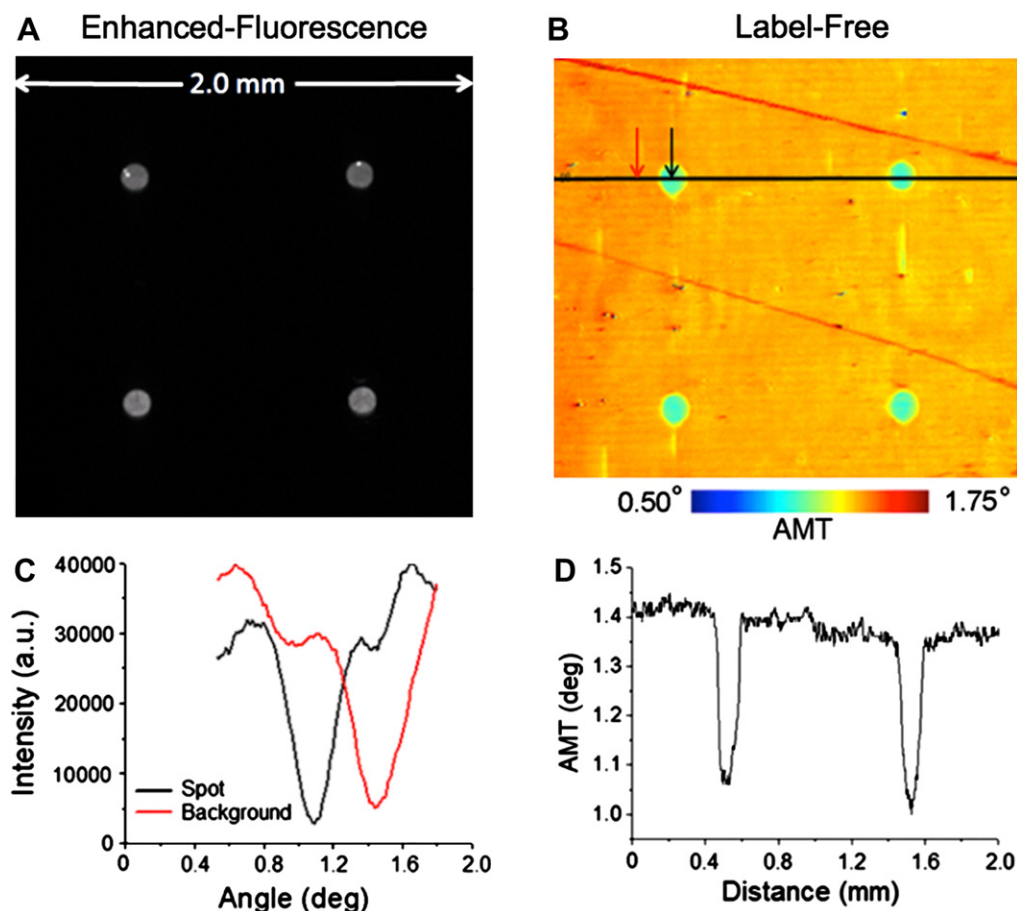 A Enhanced-Fluorescence
2.0 mm
B Label-Free
0.50° 1.75°
AMT
C
40000
30000
20000
10000
0
Intensity (a.u.)
Spot
Background
0 0.4 0.8 1.2 1.6 2.0
Angle (deg)
D
1.5
1.4
1.3
1.2
1.1
1.0
AMT (deg)
0 0.4 0.8 1.2 1.6 2.0
Distance (mm)